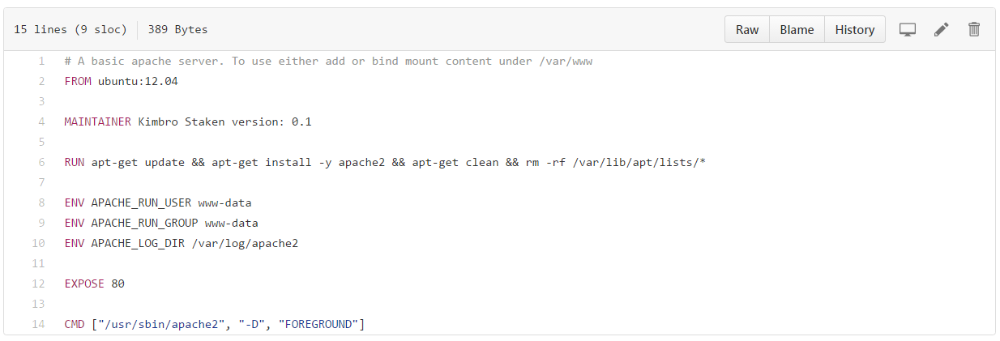 15 lines (9 sloc) 389 Bytes Raw Blame History
1 # A basic apache server. To use either add or bind mount content under /var/www
2 FROM ubuntu:12.04
3
4 MAINTAINER Kimbro Staken version: 0.1
5
6 RUN apt-get update && apt-get install -y apache2 && apt-get clean && rm -rf /var/lib/apt/lists/*
7
8 ENV APACHE_RUN_USER www-data
9 ENV APACHE_RUN_GROUP www-data
10 ENV APACHE_LOG_DIR /var/log/apache2
11
12 EXPOSE 80
13
14 CMD ["/usr/sbin/apache2", "-D", "FOREGROUND"]